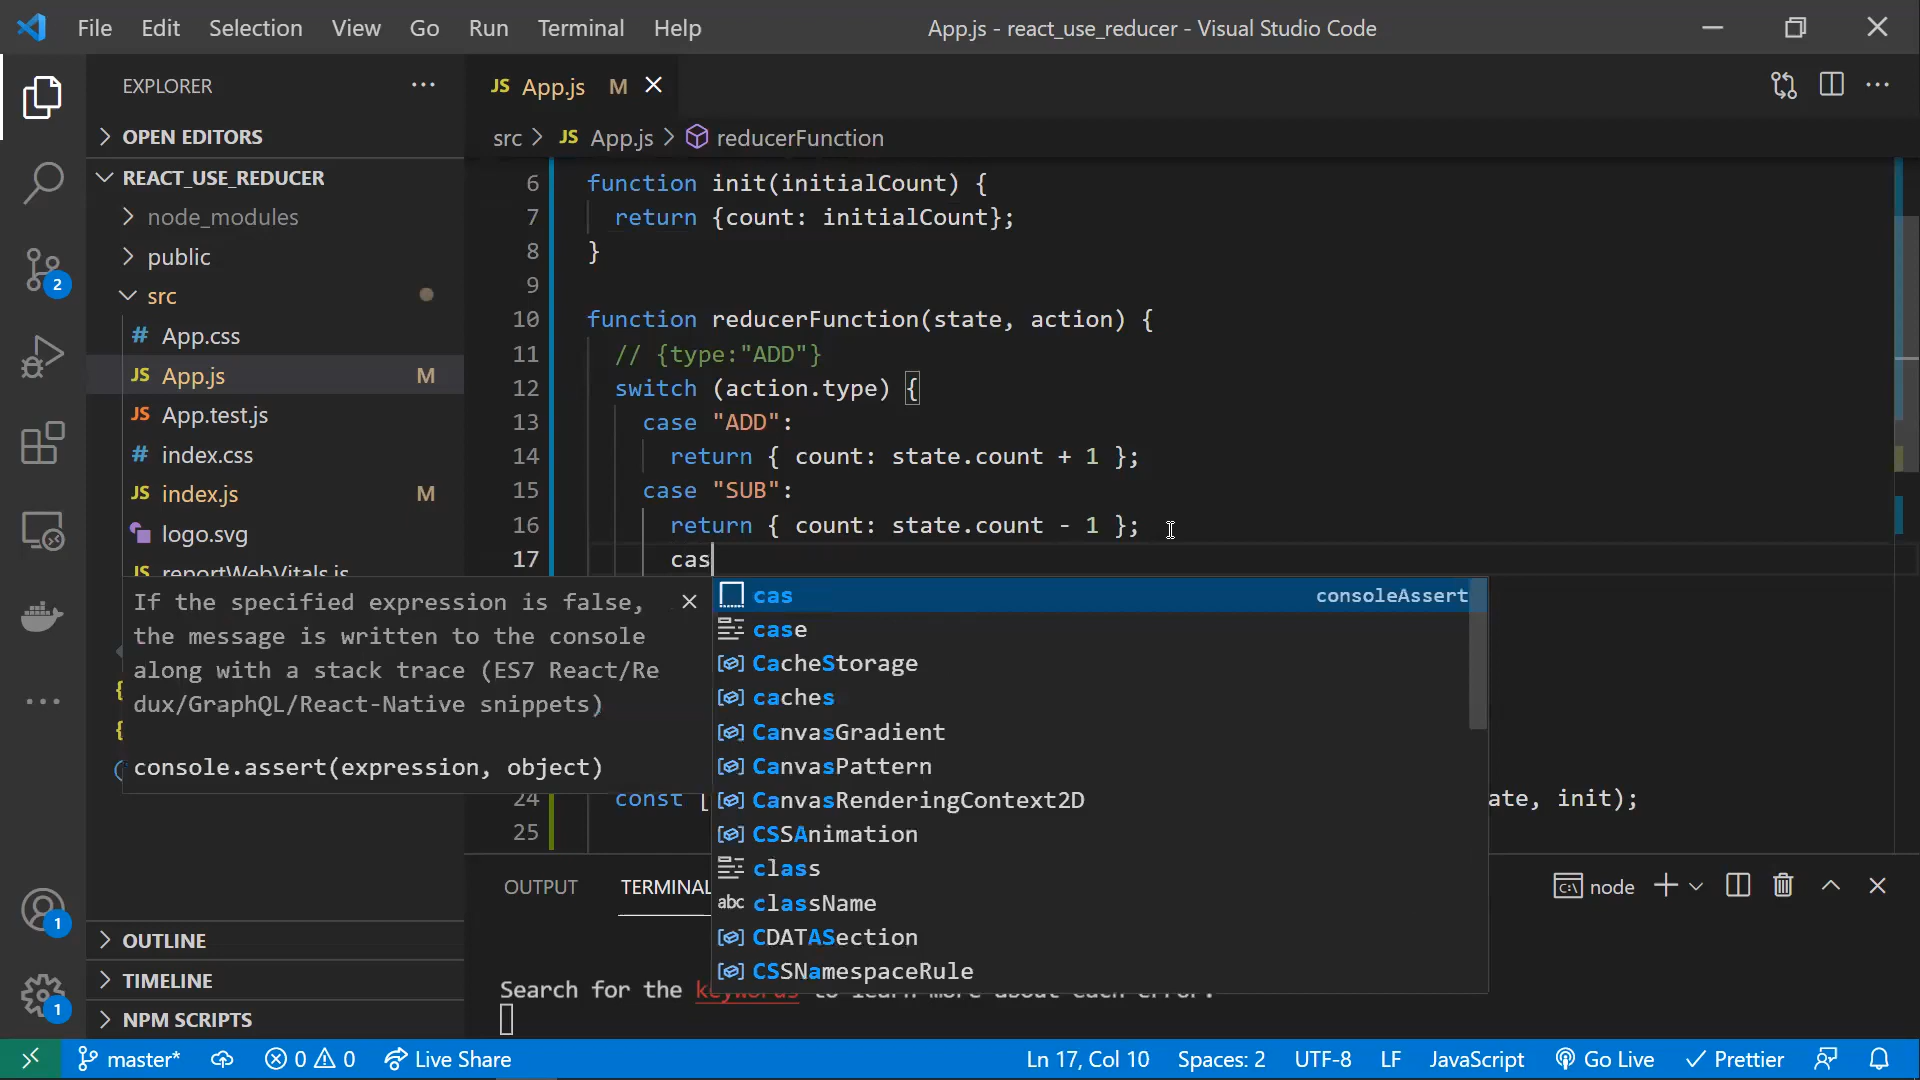 File Edit Selection View Go Run Terminal Help
App.js - react_use_reducer - Visual Studio Code
EXPLORER
OPEN EDITORS
REACT_USE_REDUCER
node_modules
public
src
# App.css
JS App.js M
JS App.test.js
# index.css
index.js M
logo.svg
JS reportWebVitals.js
JS App.js M
src > JS App.js > reducerFunction
6 function init(initialCount) {
7 return {count: initialCount};
8 }
9
10 function reducerFunction(state, action) {
11 // {type:"ADD"}
12 switch (action.type) {
13 case "ADD":
14 return { count: state.count + 1 };
15 case "SUB":
16 return { count: state.count - 1 };
17 cas
cas consoleAssert
case
CacheStorage
caches
CanvasGradient
CanvasPattern
CanvasRenderingContext2D
CSSAnimation
class
abc className
CDATASection
CSSNamespaceRule
If the specified expression is false,
the message is written to the console
along with a stack trace (ES7 React/Re
dux/GraphQL/React-Native snippets)
console.assert(expression, object)
24 const [ ate, init);
25
OUTPUT TERMINAL
node
Search for the keywords to learn more about each error.
OUTLINE
TIMELINE
NPM SCRIPTS
2
1
1
master* 0 0 Live Share
Ln 17, Col 10 Spaces: 2 UTF-8 LF JavaScript Go Live Prettier